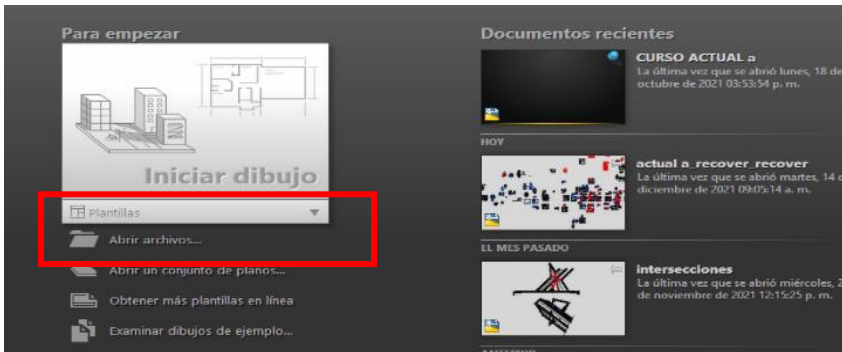 Para empezar
Iniciar dibujo
Plantillas
Abrir archivos...
Abrir un conjunto de planos...
Obtener más plantillas en línea
Examinar dibujos de ejemplo...
Documentos recientes
CURSO ACTUAL a
La última vez que se abrió lunes, 18 de
octubre de 2021 03:53:54 p. m.
HOY
actual a_recover_recover
La última vez que se abrió martes, 14 d
diciembre de 2021 09:05:14 a. m.
EL MES PASADO
intersecciones
La última vez que se abrió miércoles, 2
de noviembre de 2021 12:15:25 p. m.